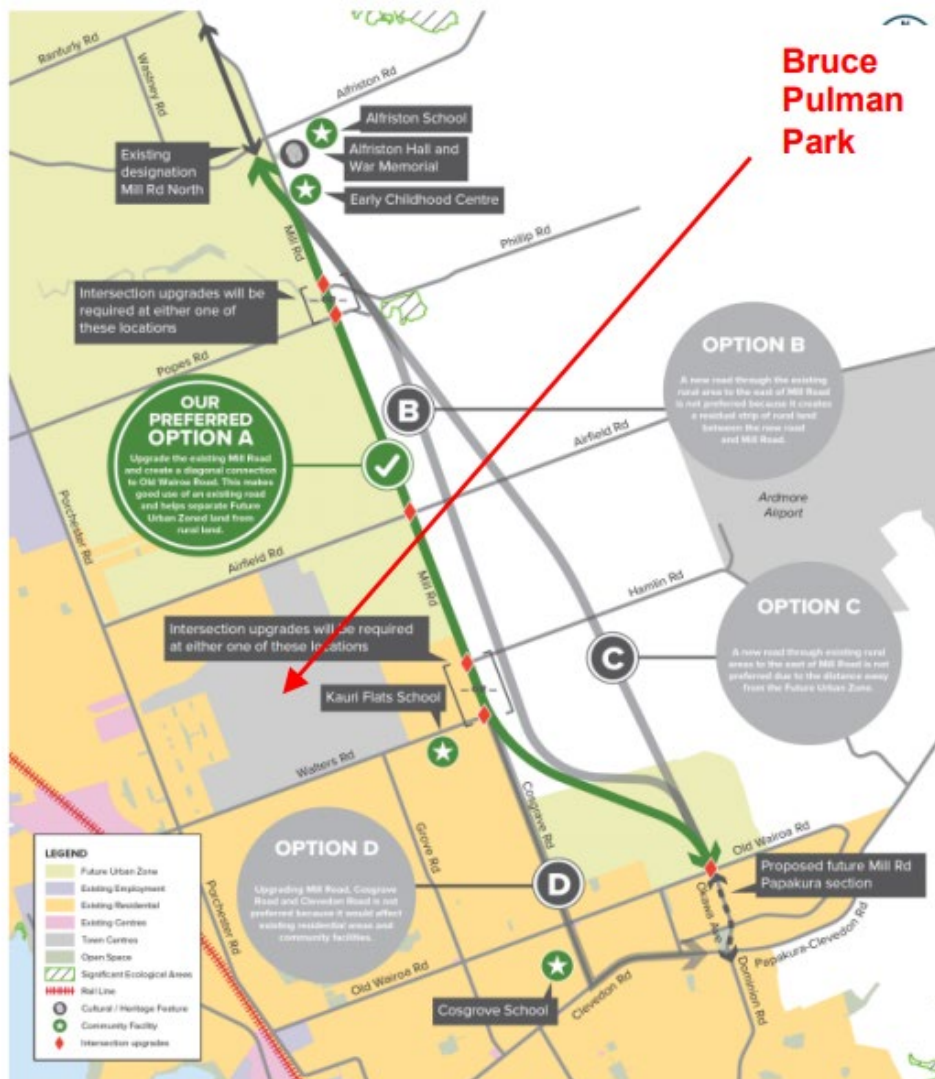 Bruce
Pulman
Park
Ranfurly Rd
Wastney Rd
Alfriston Rd
Alfriston School
Alfriston Hall and
War Memorial
Early Childhood Centre
Existing
designation
Mill Rd North
Mill Rd
Phillip Rd
Intersection upgrades will be
required at either one of
these locations
Popes Rd
OPTION B
A new road through the existing
rural area to the east of Mill Road
is not preferred because it creates
a residual strip of rural land
between the new road
and Mill Road.
B
OUR
PREFERRED
OPTION A
Upgrade the existing Mill Road
and create a diagonal connection
to Old Wairoa Road. This makes
good use of an existing road
and helps separate Future
Urban Zoned land from
rural land.
Airfield Rd
Ardmore
Airport
Porchester Rd
Airfield Rd
Mill Rd
Hamlin Rd
Intersection upgrades will be required
at either one of these locations
OPTION C
A new road through existing rural
areas to the east of Mill Road is not
preferred due to the distance away
from the Future Urban Zone.
C
Kauri Flats School
Walters Rd
Cosgrave Rd
Grove Rd
OPTION D
Upgrading Mill Road, Cosgrave
Road and Clevedon Road is not
preferred because it would affect
existing residential areas and
community facilities.
D
Old Wairoa Rd
Proposed future Mill Rd
Papakura section
Okawa Ave
Papakura-Clevedon Rd
Dominion Rd
Porchester Rd
Old Wairoa Rd
Clevedon Rd
Cosgrave School
LEGEND
Future Urban Zone
Existing Employment
Existing Residential
Existing Centres
Town Centres
Open Space
Significant Ecological Areas
Rail Line
Cultural / Heritage Feature
Community Facility
Intersection upgrades